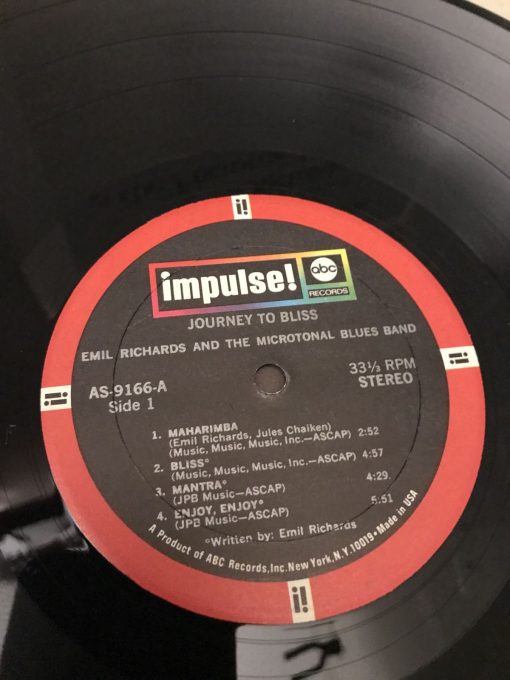 impulse! abc RECORDS
JOURNEY TO BLISS
EMIL RICHARDS AND THE MICROTONAL BLUES BAND
AS-9166-A 33⅓ RPM
Side 1 STEREO
1. MAHARIMBA
(Emil Richards, Jules Chaiken)
(Music, Music, Music, Inc.—ASCAP) 2:52
2. BLISS°
(Music, Music, Music, Inc.—ASCAP) 4:57
3. MANTRA°
(JPB Music—ASCAP) 4:29
4. ENJOY, ENJOY°
(JPB Music—ASCAP) 5:51
°Written by: Emil Richards
A Product of ABC Records, Inc. New York, N.Y. 10019 • Made in USA
i!
i!
i!
i!